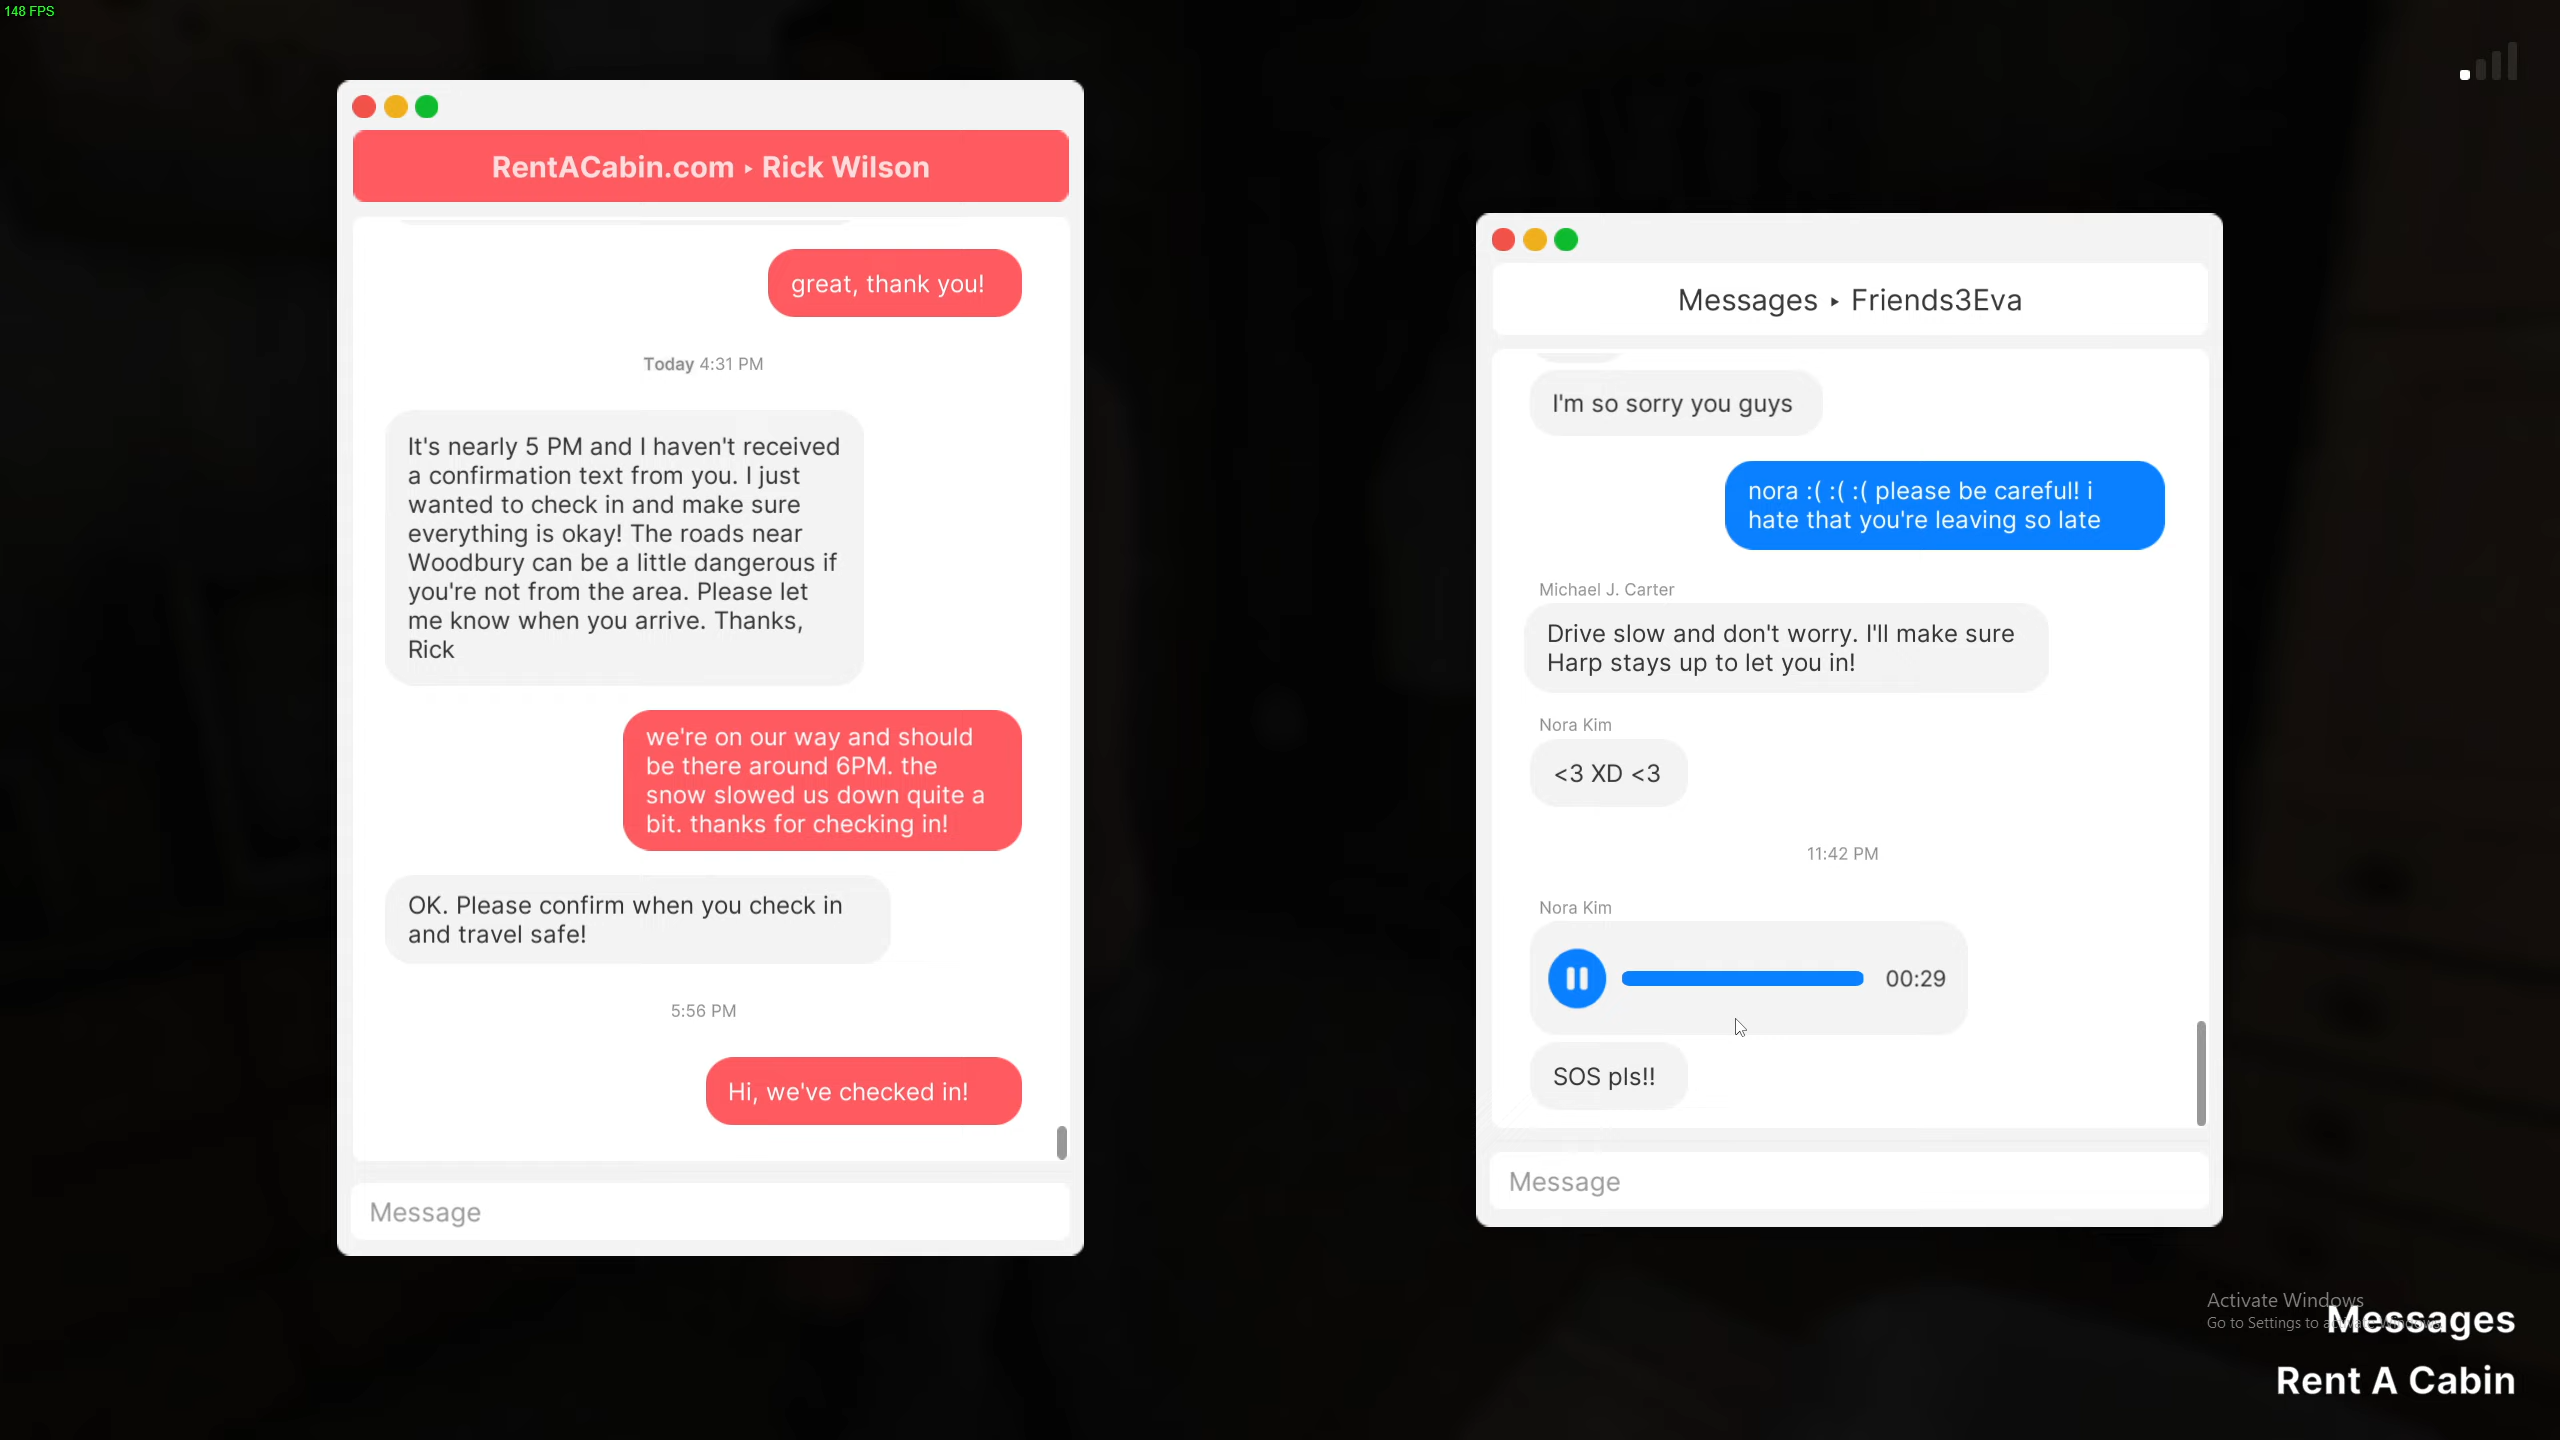 148 FPS
RentACabin.com ▸ Rick Wilson
great, thank you!
Today 4:31 PM
It's nearly 5 PM and I haven't received
a confirmation text from you. I just
wanted to check in and make sure
everything is okay! The roads near
Woodbury can be a little dangerous if
you're not from the area. Please let
me know when you arrive. Thanks,
Rick
we're on our way and should
be there around 6PM. the
snow slowed us down quite a
bit. thanks for checking in!
OK. Please confirm when you check in
and travel safe!
5:56 PM
Hi, we've checked in!
Message
Messages ▸ Friends3Eva
I'm so sorry you guys
nora :( :( :( please be careful! i
hate that you're leaving so late
Michael J. Carter
Drive slow and don't worry. I'll make sure
Harp stays up to let you in!
Nora Kim
<3 XD <3
11:42 PM
Nora Kim
00:29
SOS pls!!
Message
Activate Windows
Go to Settings to
Messages
Rent A Cabin